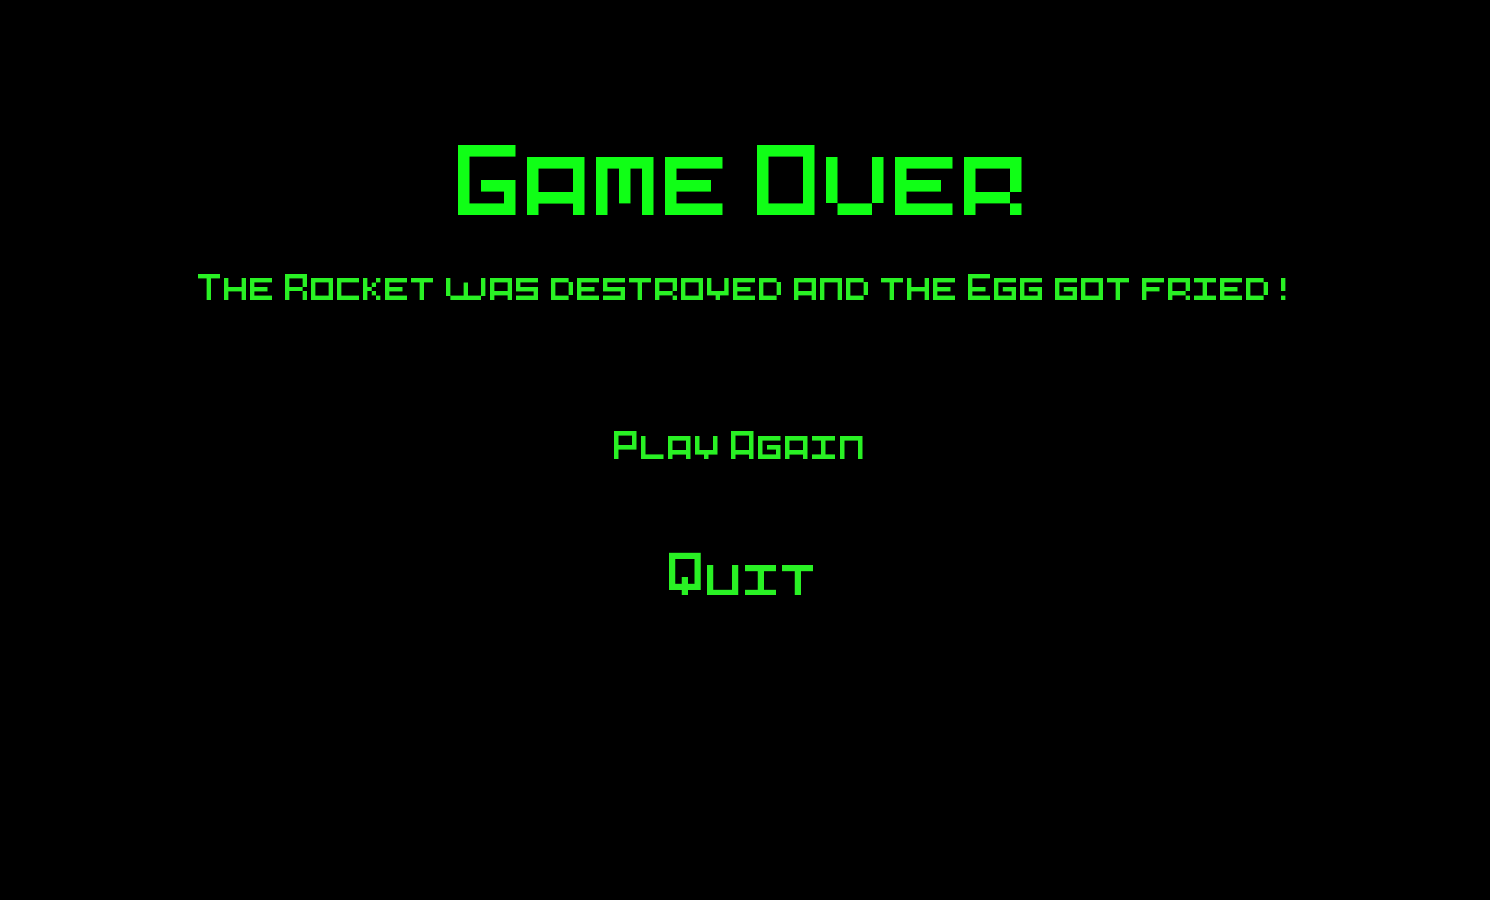 Game Over
The Rocket was destroyed and the Egg got fried !
Play Again
Quit